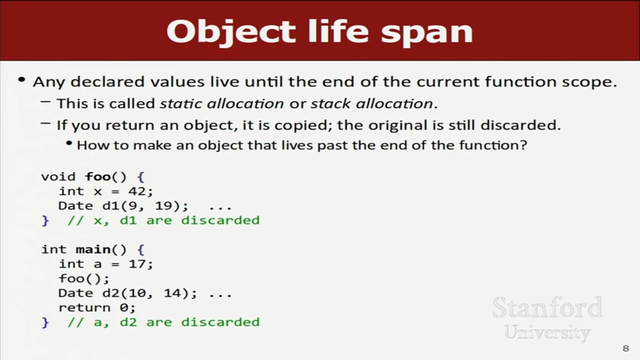 Object life span
• Any declared values live until the end of the current function scope.
– This is called static allocation or stack allocation.
– If you return an object, it is copied; the original is still discarded.
• How to make an object that lives past the end of the function?
void foo() {
int x = 42;
Date d1(9, 19); ...
} // x, d1 are discarded
int main() {
int a = 17;
foo();
Date d2(10, 14); ...
return 0;
} // a, d2 are discarded
Stanford
University
8